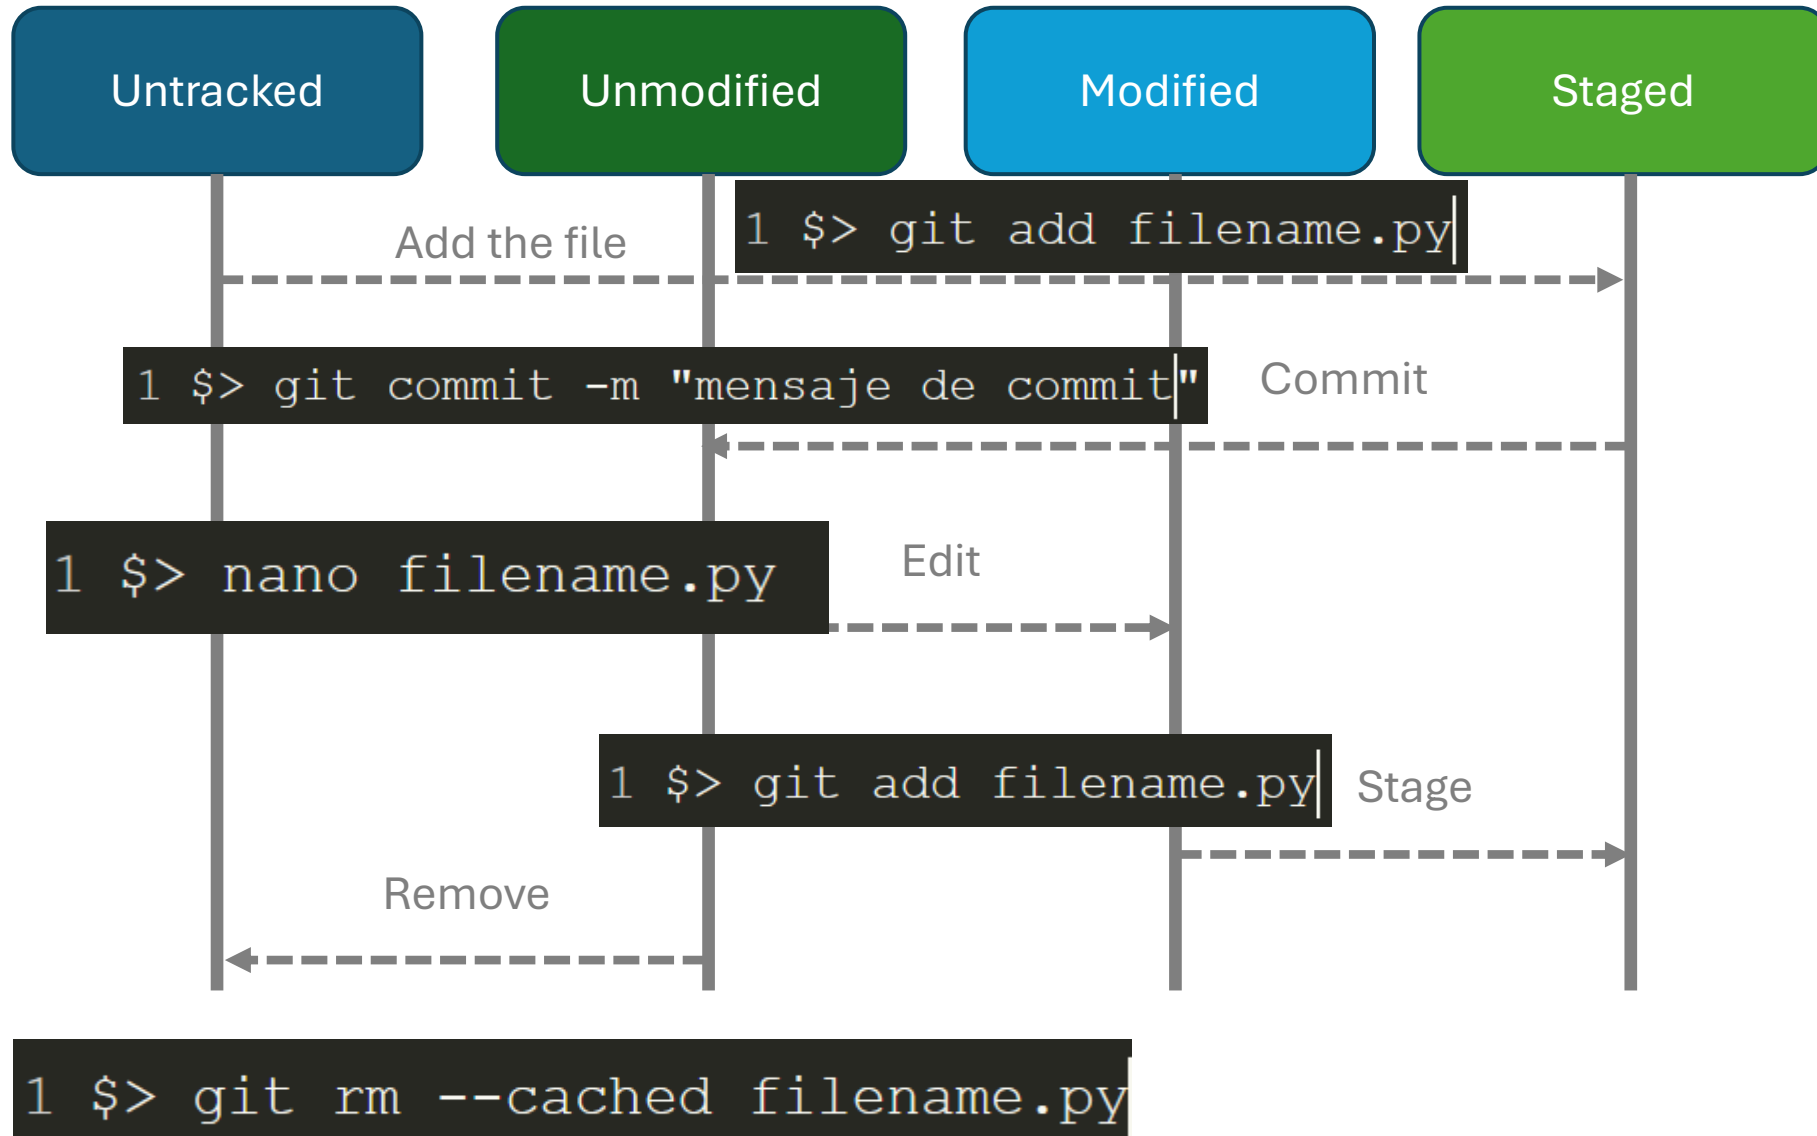 Untracked
Unmodified
Modified
Staged
Add the file
1 $> git add filename.py
1 $> git commit -m "mensaje de commit"
Commit
1 $> nano filename.py
Edit
1 $> git add filename.py
Stage
Remove
1 $> git rm --cached filename.py